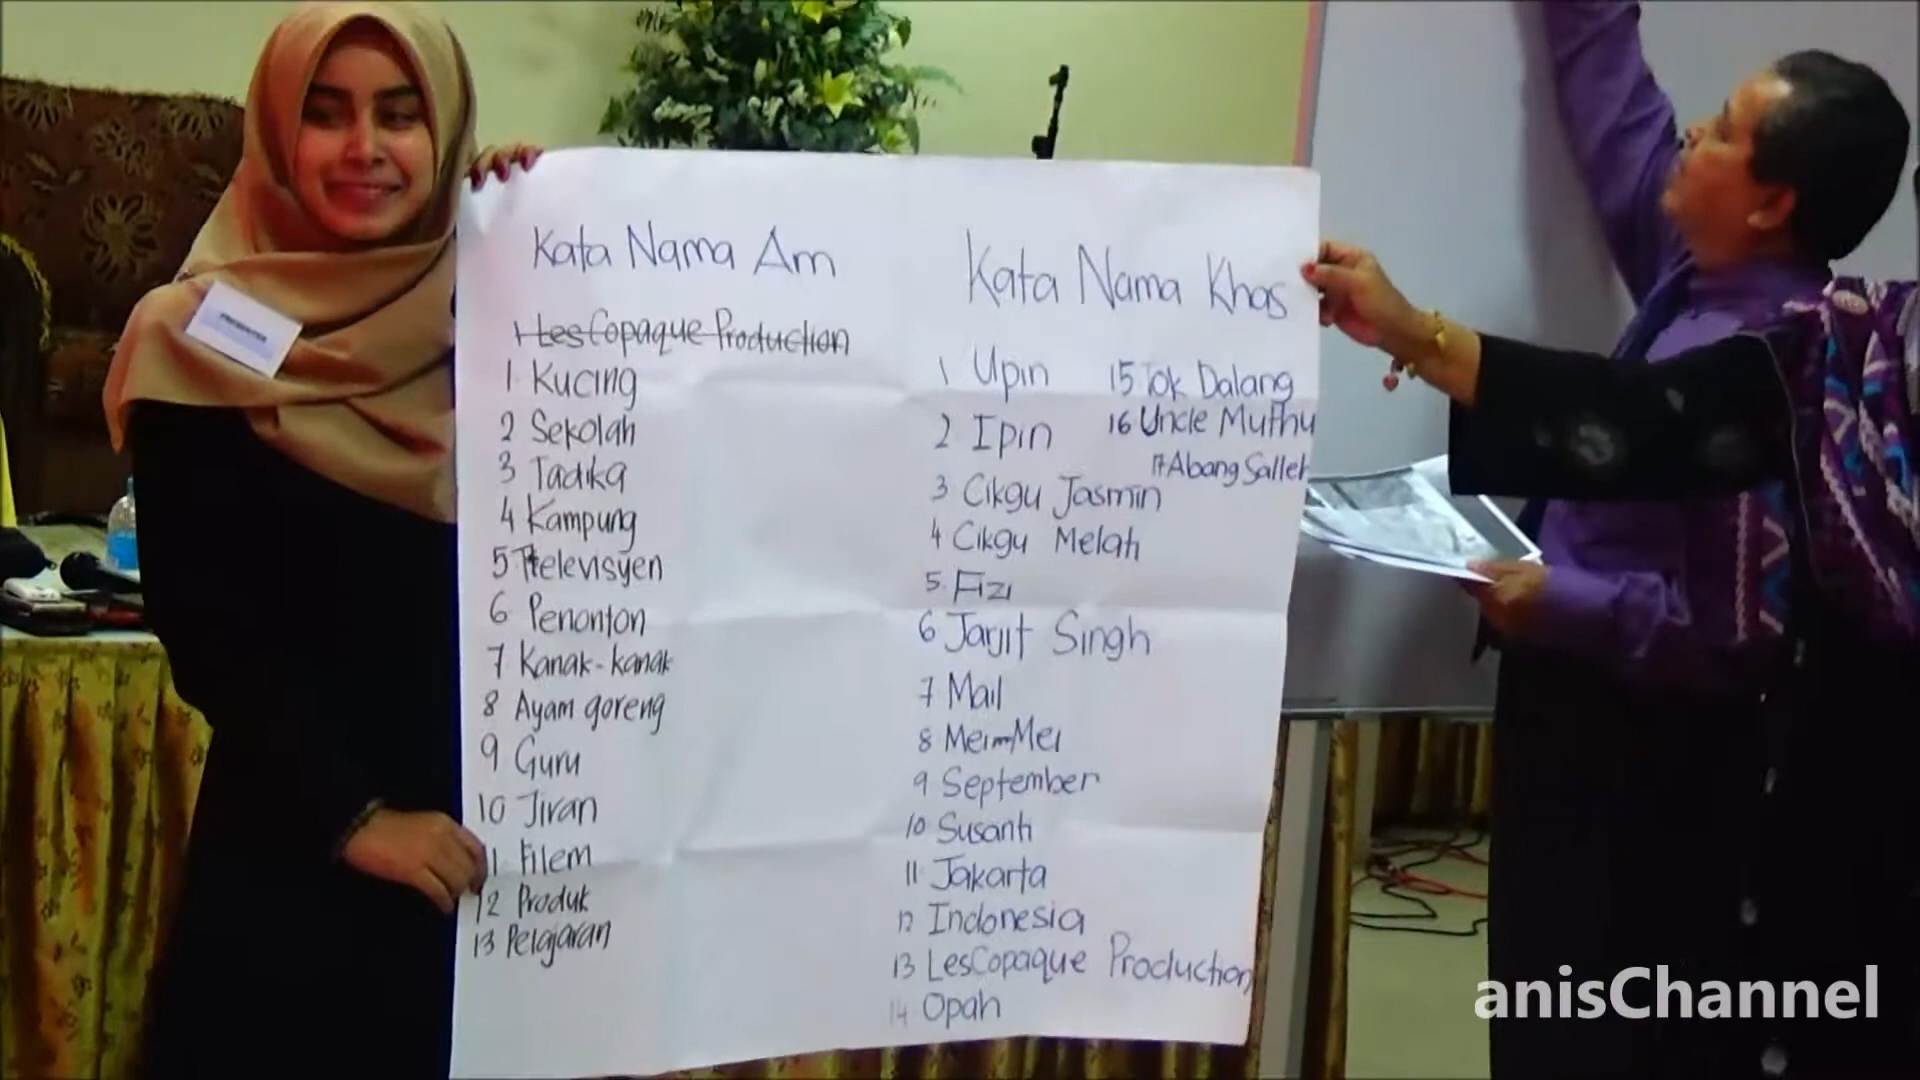 Kata Nama Am
1 LesCopaque Production
1 Kucing
2 Sekolah
3 Tadika
4 Kampung
5 Televisyen
6 Penonton
7 Kanak-kanak
8 Ayam goreng
9 Guru
10 Jiran
11 Filem
12 Produk
13 Pelajaran
Kata Nama Khas
1 Upin
2 Ipin
3 Cikgu Jasmin
4 Cikgu Melati
5. Fizi
6 Jarjit Singh
7 Mail
8 Mei-Mei
9 September
10 Susanti
11 Jakarta
12 Indonesia
13 LesCopaque Production
14 Opah
15 Tok Dalang
16 Uncle Muthu
17 Abang Salleh
anisChannel